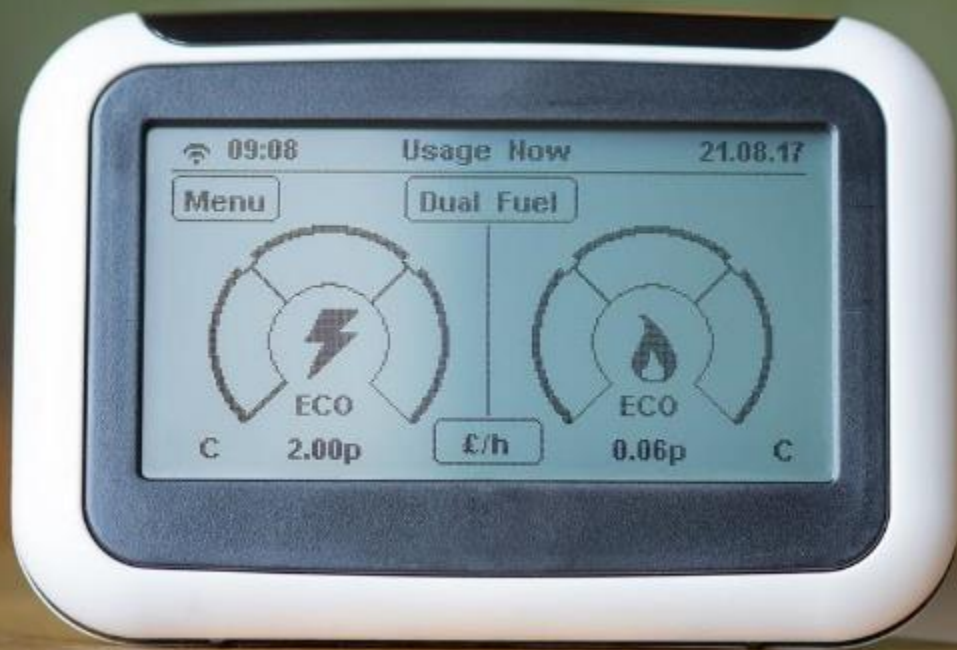 09:08 Usage Now 21.08.17
Menu Dual Fuel
ECO ECO
C 2.00p £/h 0.06p C